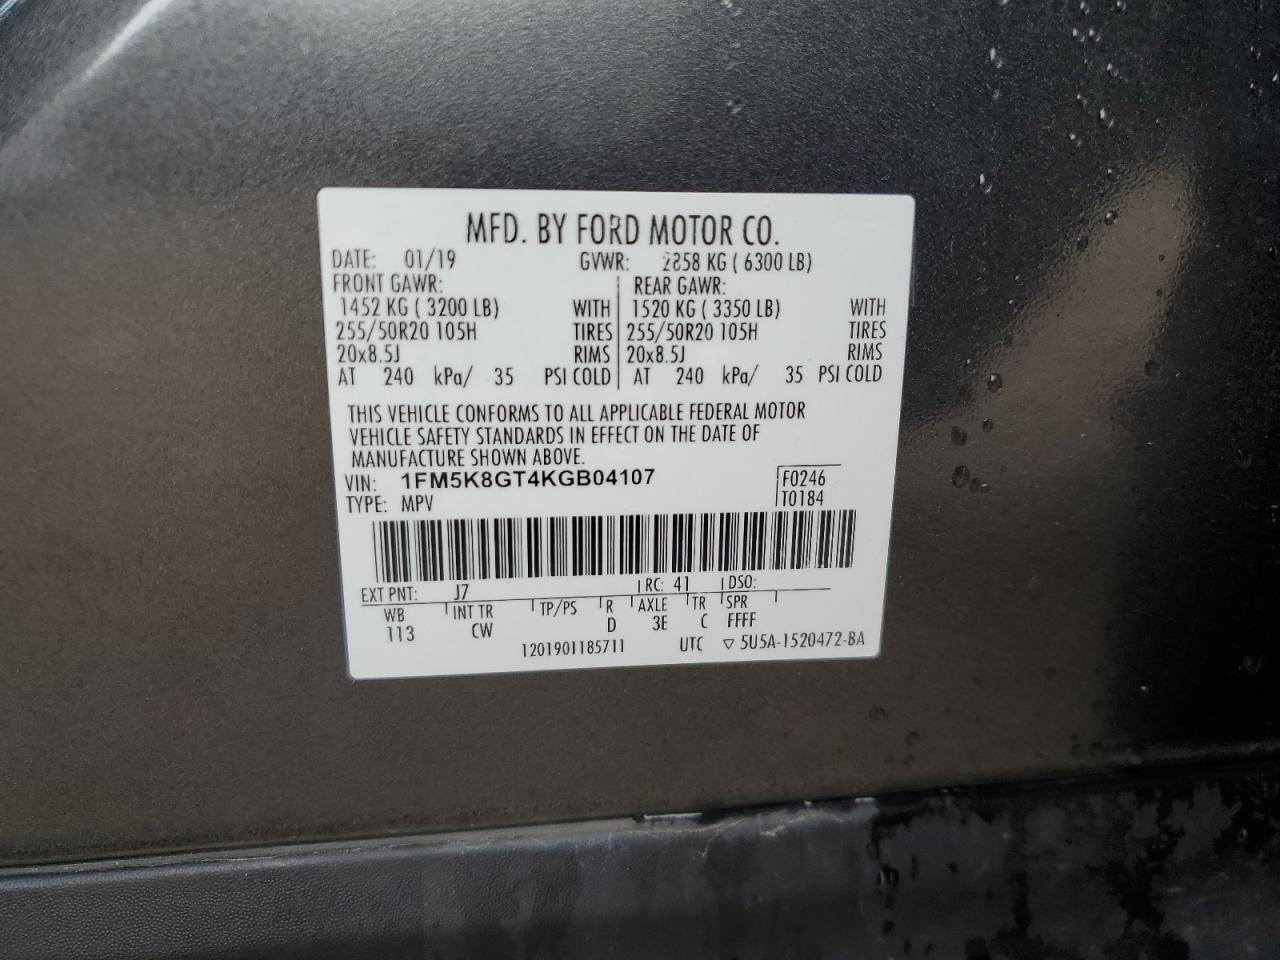 MFD. BY FORD MOTOR CO.
DATE: 01/19 GVWR: 2858 KG ( 6300 LB)
FRONT GAWR: REAR GAWR:
1452 KG ( 3200 LB) WITH 1520 KG ( 3350 LB) WITH
255/50R20 105H TIRES 255/50R20 105H TIRES
20x8.5J RIMS 20x8.5J RIMS
AT 240 kPa/ 35 PSI COLD AT 240 kPa/ 35 PSI COLD
THIS VEHICLE CONFORMS TO ALL APPLICABLE FEDERAL MOTOR
VEHICLE SAFETY STANDARDS IN EFFECT ON THE DATE OF
MANUFACTURE SHOWN ABOVE.
VIN: 1FM5K8GT4KGB04107 F0246
TYPE: MPV T0184
EXT PNT: J7 RC: 41 DSO:
WB INT TR TP/PS R AXLE TR SPR
113 CW D 3E C FFFF
1201901185711 UTC ▽ 5U5A-1520472-BA